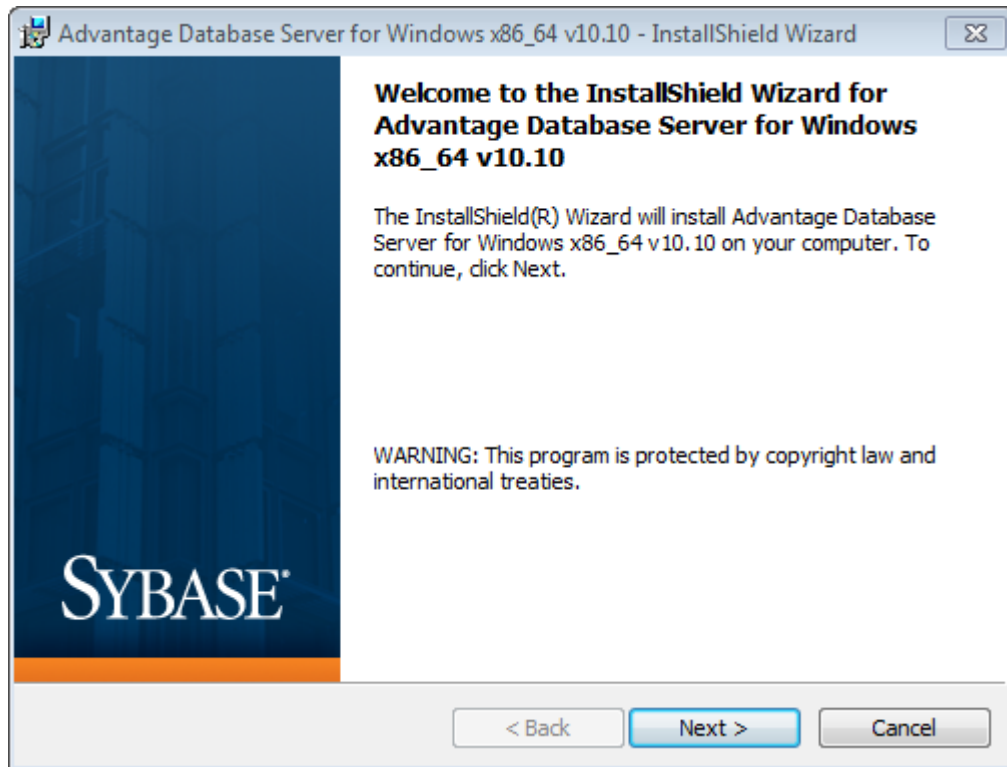 Advantage Database Server for Windows x86_64 v10.10 - InstallShield Wizard
Welcome to the InstallShield Wizard for
Advantage Database Server for Windows
x86_64 v10.10
The InstallShield(R) Wizard will install Advantage Database
Server for Windows x86_64 v10.10 on your computer. To
continue, click Next.
WARNING: This program is protected by copyright law and
international treaties.
SYBASE®
< Back Next > Cancel